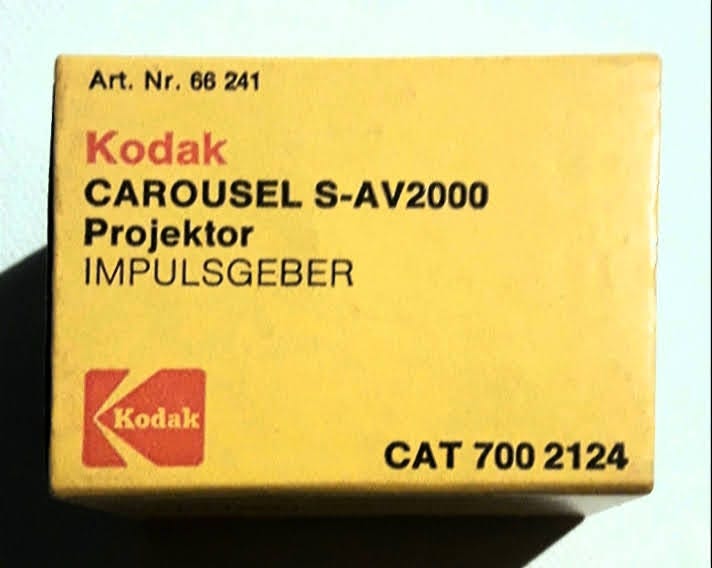 Art. Nr. 66 241
Kodak
CAROUSEL S-AV2000
Projektor
IMPULSGEBER
Kodak
CAT 700 2124